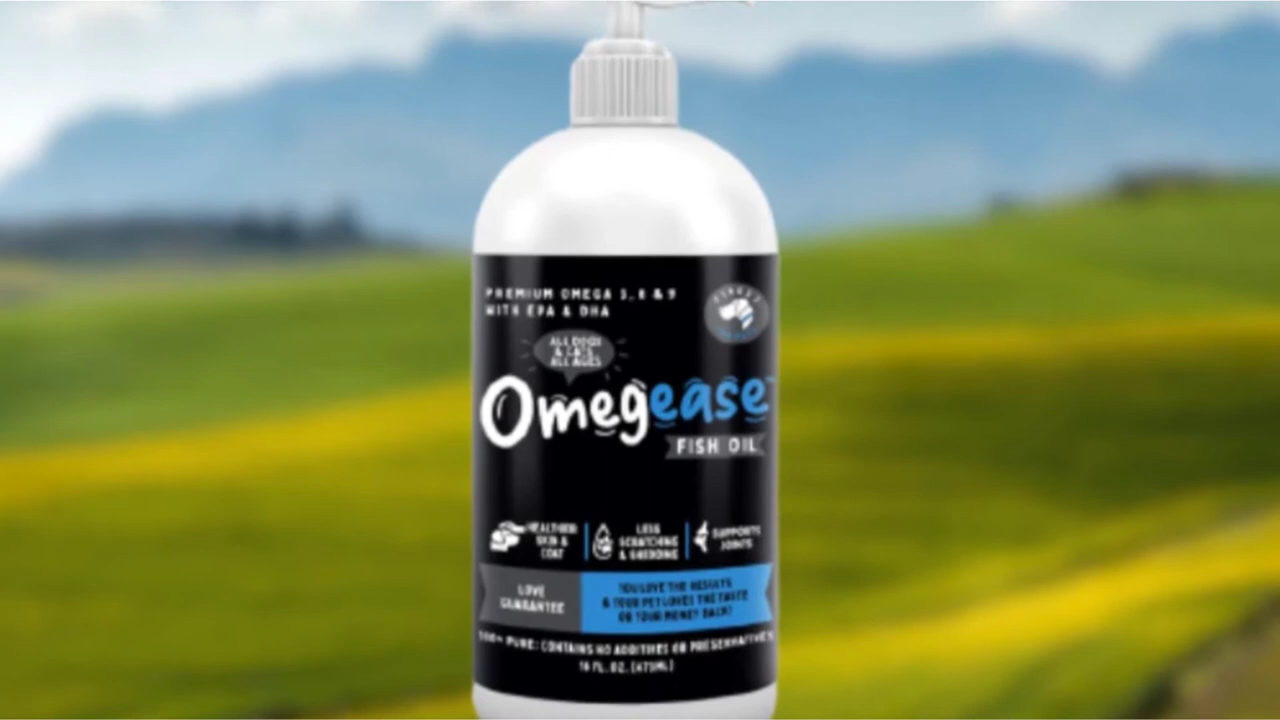 PREMIUM OMEGA 3, 6 & 9
WITH EPA & DHA
ALL DOGS
& CATS,
ALL AGES
Omegease
FISH OIL
HEALTHIER
SKIN &
COAT
LESS
SCRATCHING
& SHEDDING
SUPPORTS
JOINTS
LOVE
GUARANTEE
YOU LOVE THE RESULTS
& YOUR PET LOVES THE TASTE
OR YOUR MONEY BACK!
100% PURE: CONTAINS NO ADDITIVES OR PRESERVATIVES
16 FL. OZ. (473ML)